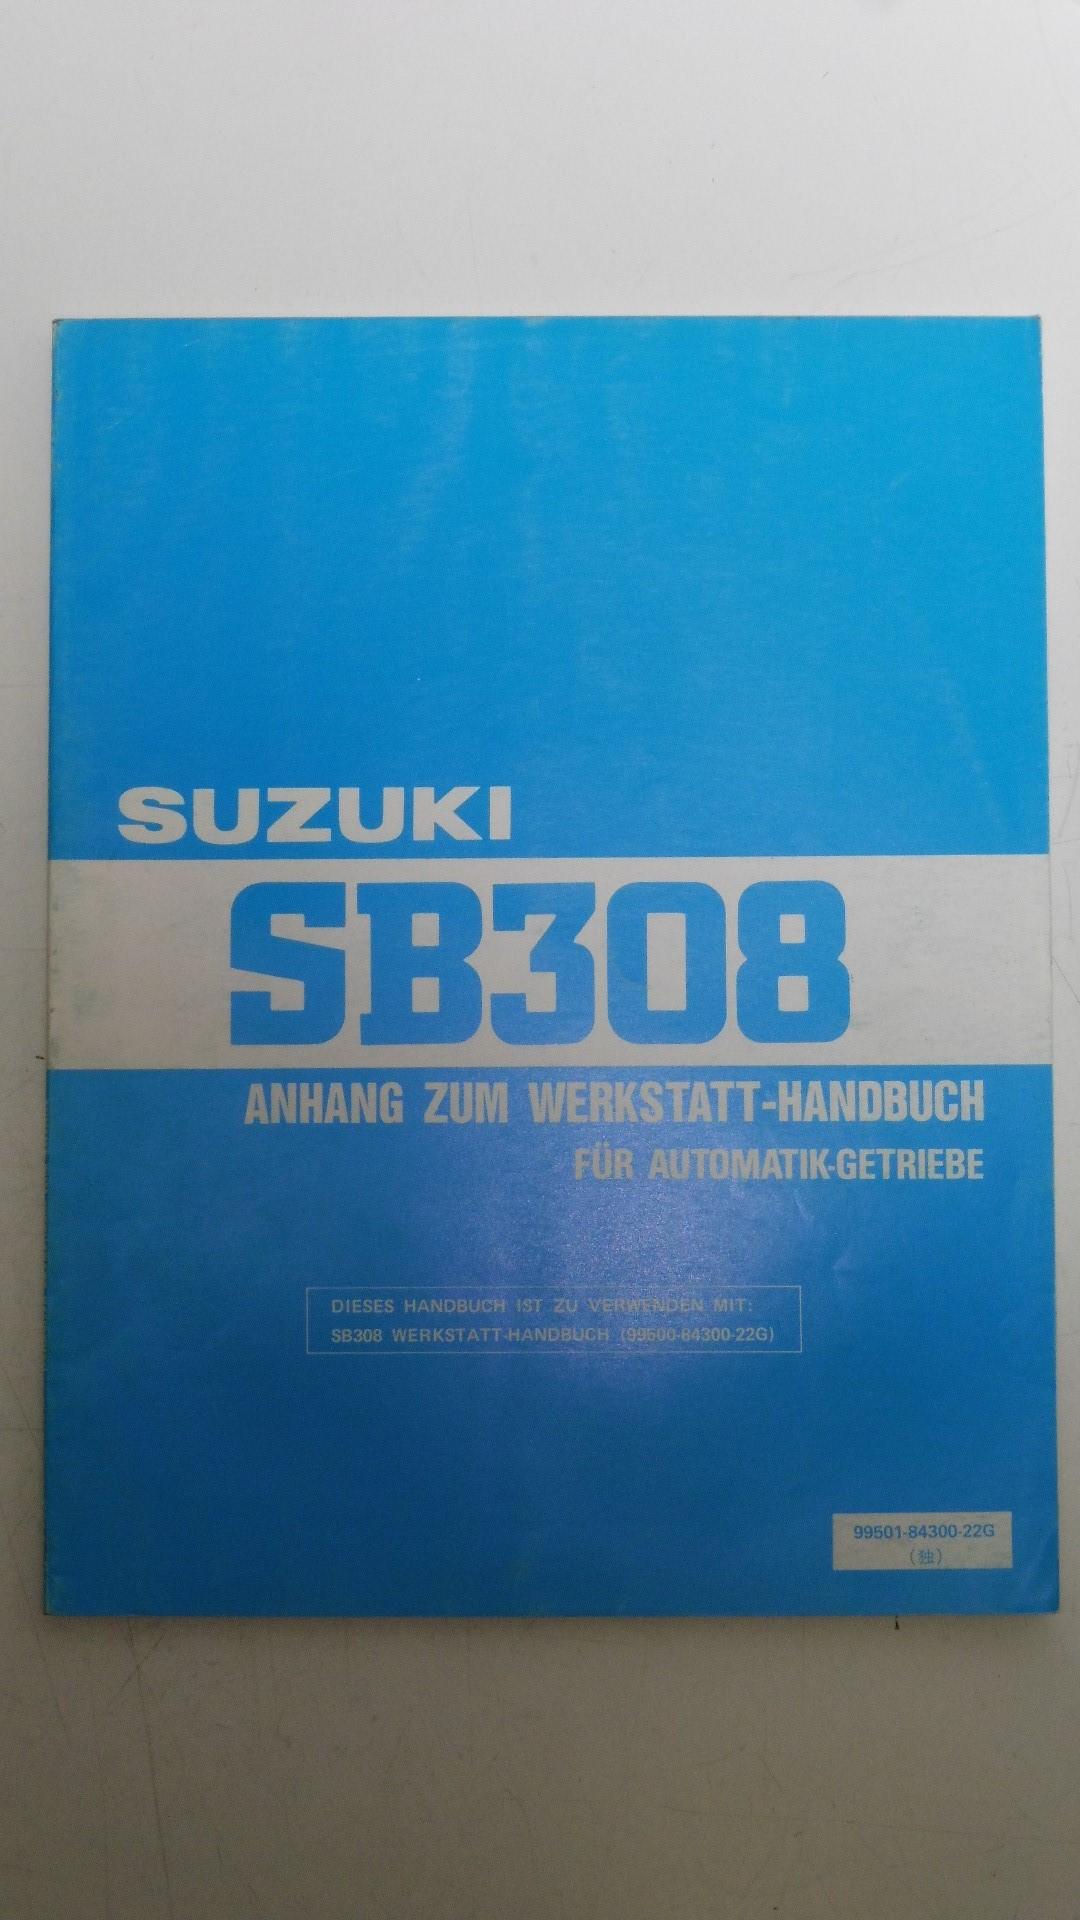 SUZUKI
SB308
ANHANG ZUM WERKSTATT-HANDBUCH
FÜR AUTOMATIK-GETRIEBE
DIESES HANDBUCH IST ZU VERWENDEN MIT:
SB308 WERKSTATT-HANDBUCH (99500-84300-22G)
99501-84300-22G
(独)